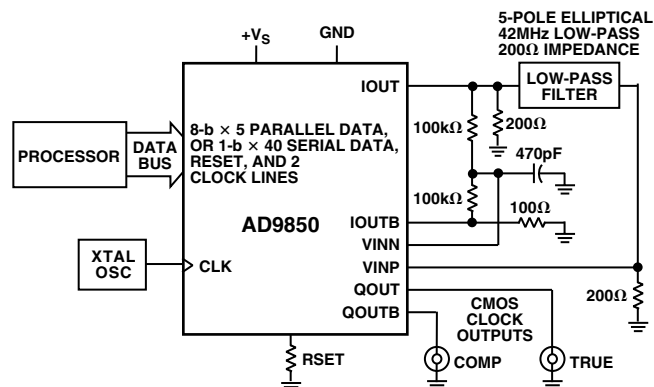 5-POLE ELLIPTICAL
42MHz LOW-PASS
200Ω IMPEDANCE
+VS
GND
IOUT
LOW-PASS
FILTER
8-b × 5 PARALLEL DATA,
OR 1-b × 40 SERIAL DATA,
RESET, AND 2
CLOCK LINES
100kΩ
200Ω
PROCESSOR
DATA
BUS
470pF
100kΩ
100Ω
AD9850
IOUTB
VINN
XTAL
OSC
CLK
VINP
QOUT
200Ω
QOUTB
CMOS
CLOCK
OUTPUTS
RSET
COMP
TRUE